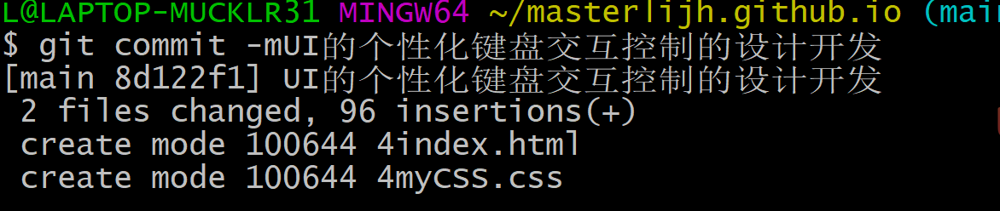 L@LAPTOP-MUCKLR31 MINGW64 ~/masterlijh.github.io (main
$ git commit -mUI的个性化键盘交互控制的设计开发
[main 8d122f1] UI的个性化键盘交互控制的设计开发
2 files changed, 96 insertions(+)
create mode 100644 4index.html
create mode 100644 4myCSS.css